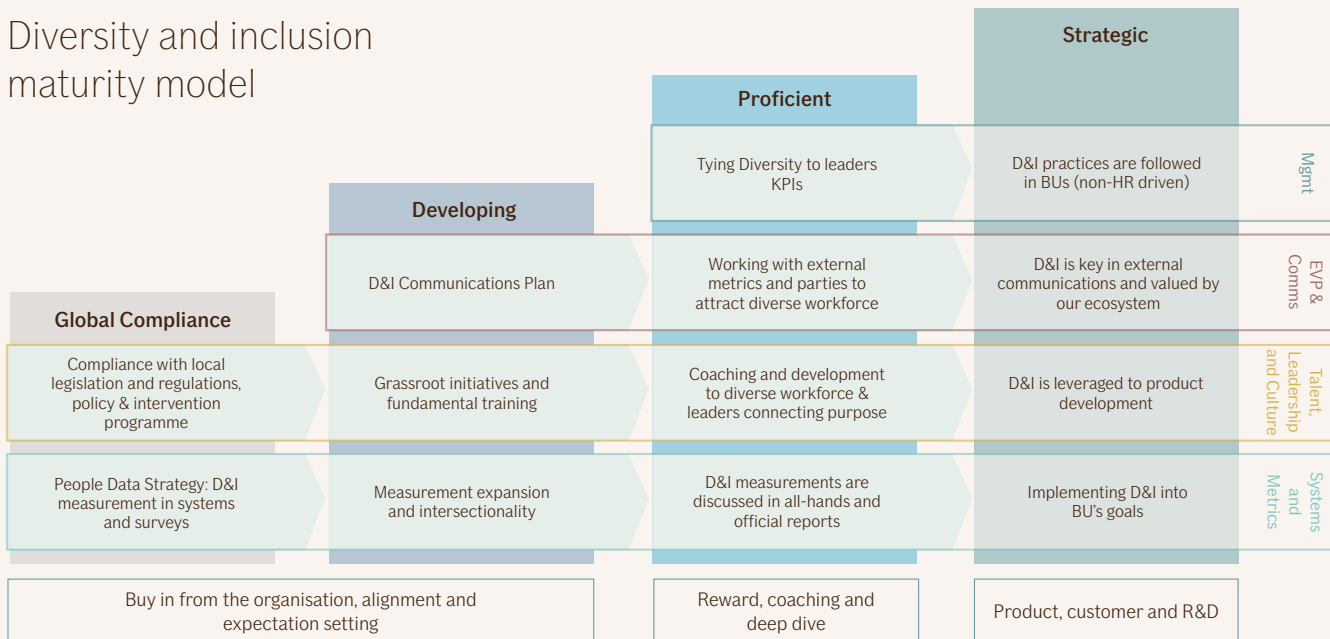 Diversity and inclusion
maturity model
Strategic
Proficient
Tying Diversity to leaders
KPIs
D&I practices are followed
in BUs (non-HR driven)
Mgmt
Developing
D&I Communications Plan
Working with external
metrics and parties to
attract diverse workforce
D&I is key in external
communications and valued by
our ecosystem
EVP &
Comms
Global Compliance
Compliance with local
legislation and regulations,
policy & intervention
programme
Grassroot initiatives and
fundamental training
Coaching and development
to diverse workforce &
leaders connecting purpose
D&I is leveraged to product
development
Talent,
Leadership
and Culture
People Data Strategy: D&I
measurement in systems
and surveys
Measurement expansion
and intersectionality
D&I measurements are
discussed in all-hands and
official reports
Implementing D&I into
BU's goals
Systems
and
Metrics
Buy in from the organisation, alignment and
expectation setting
Reward, coaching and
deep dive
Product, customer and R&D